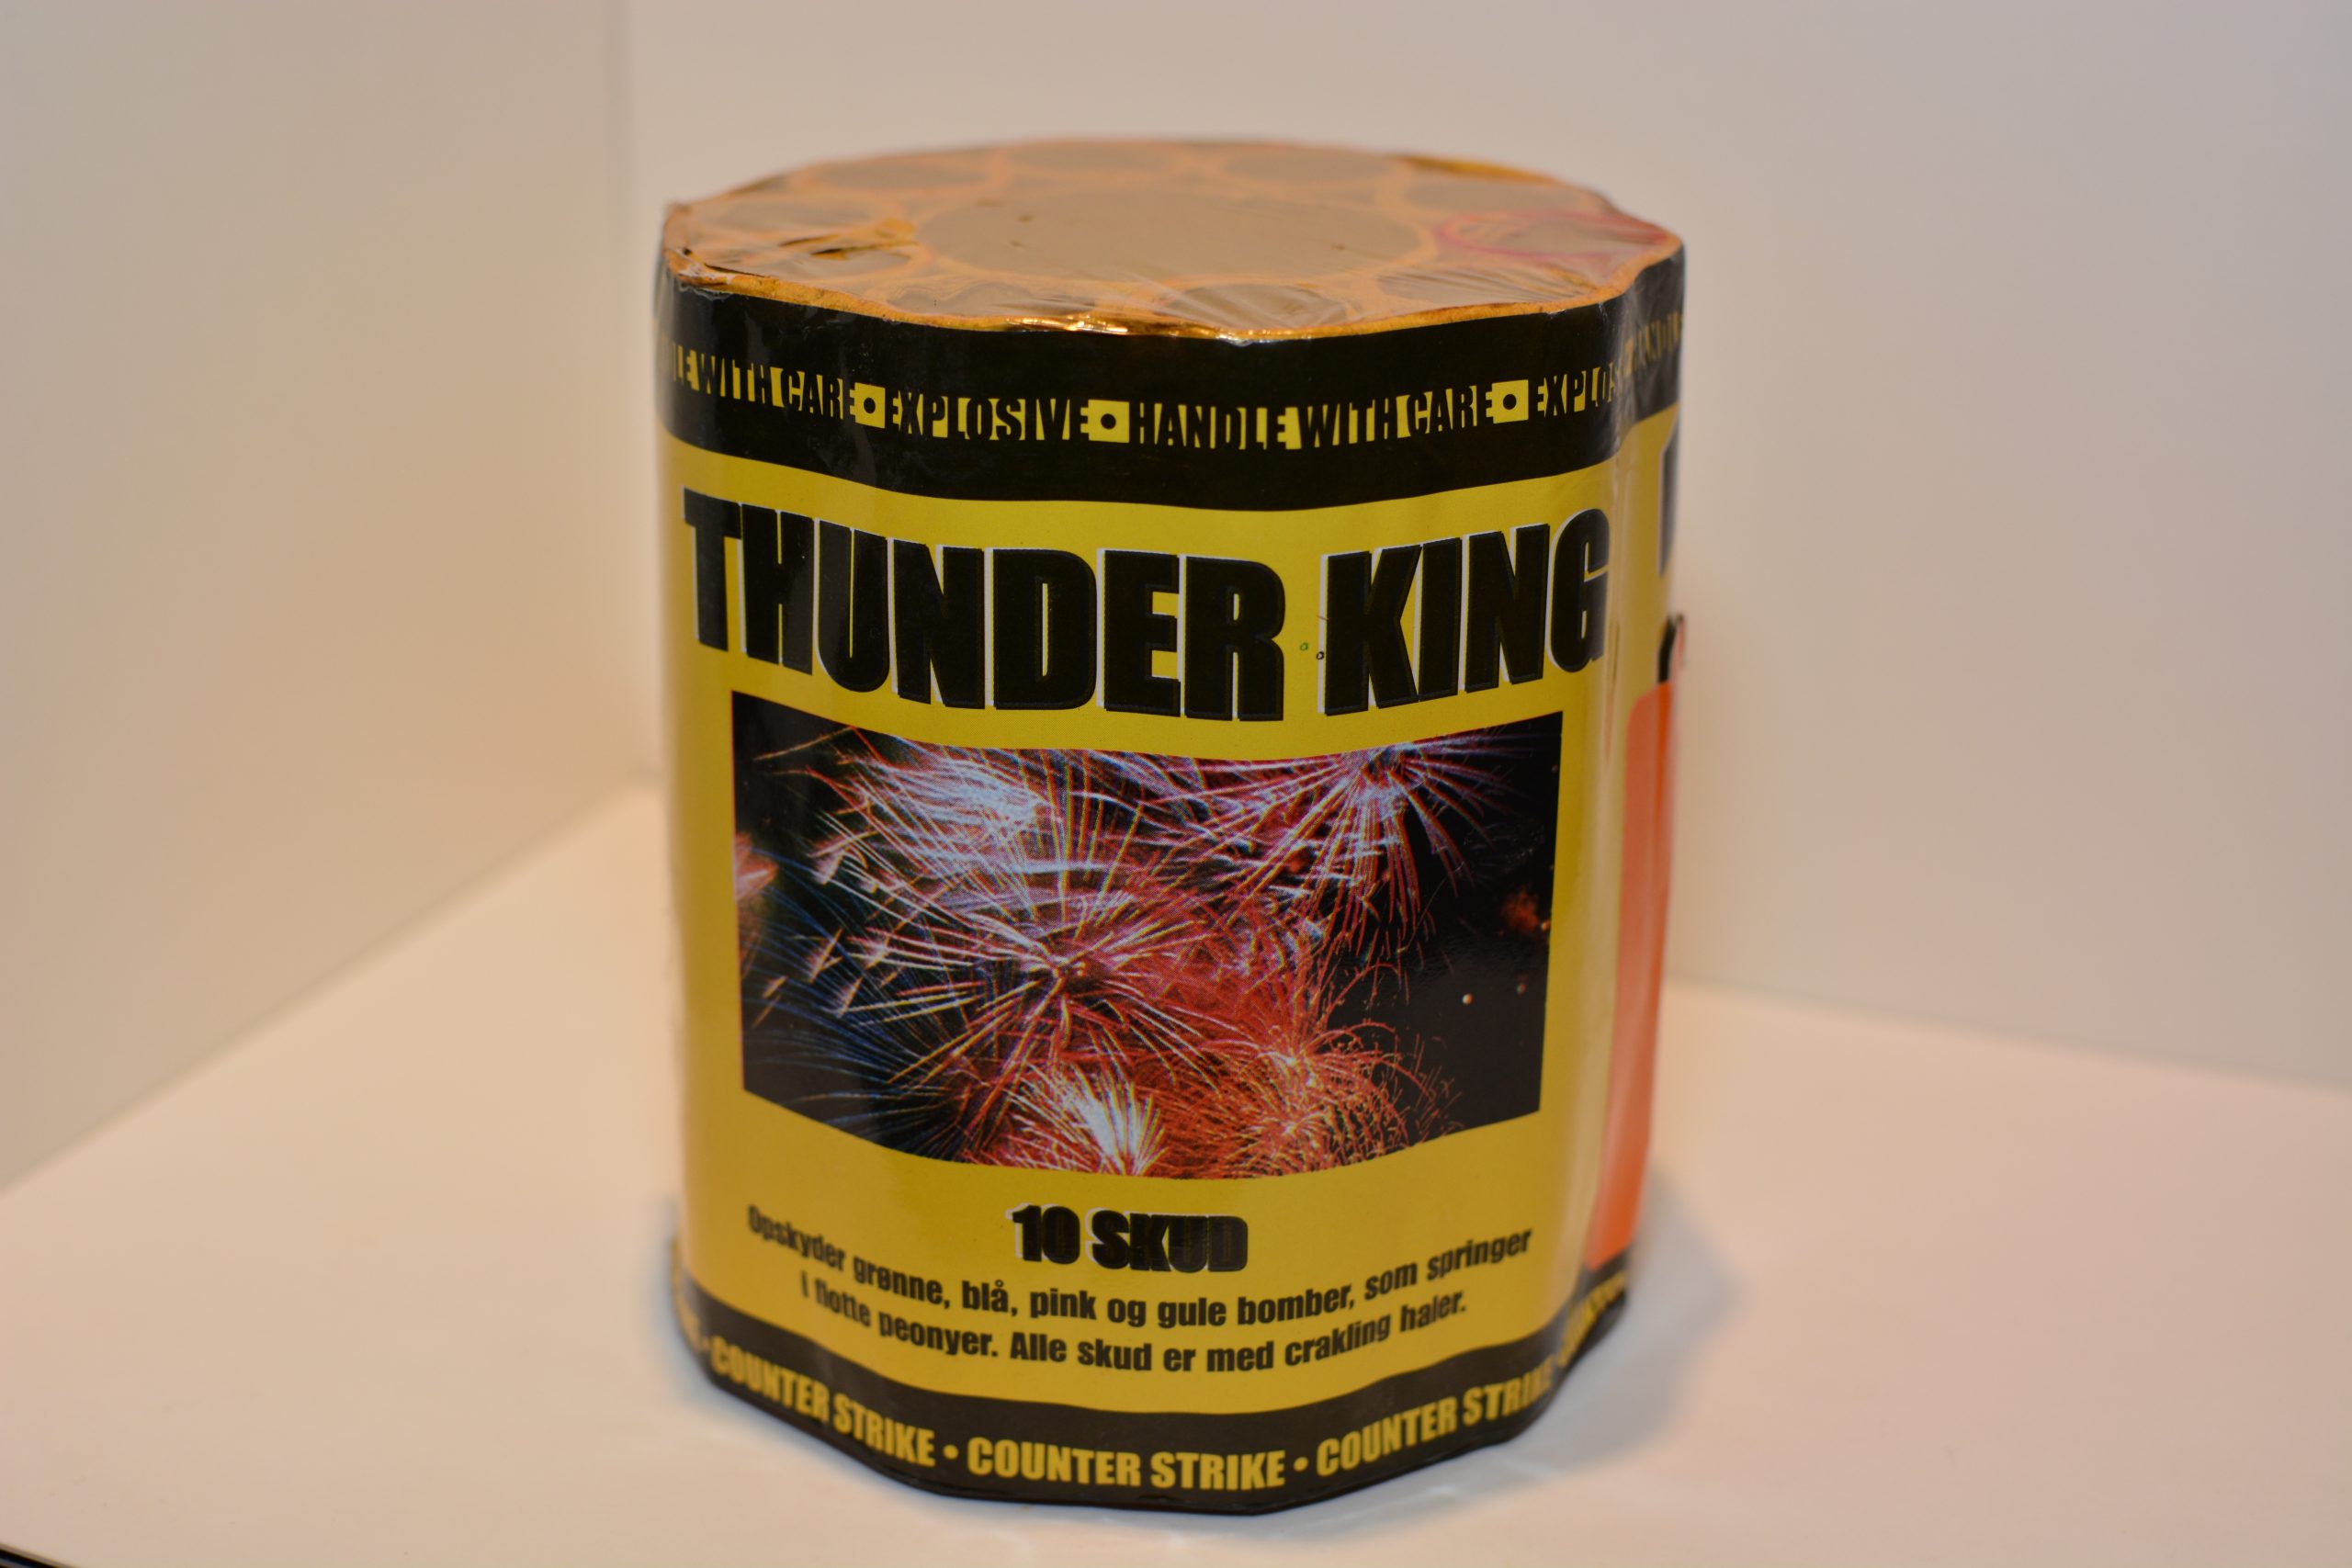 WITH CARE • EXPLOSIVE • HANDLE WITH CARE •
THUNDER KING
10 SKUD
Opskyder grønne, blå, pink og gule bomber, som springer
i flotte peonyer. Alle skud er med crakling haler.
COUNTER STRIKE • COUNTER STRIKE • COUNTER STRIKE